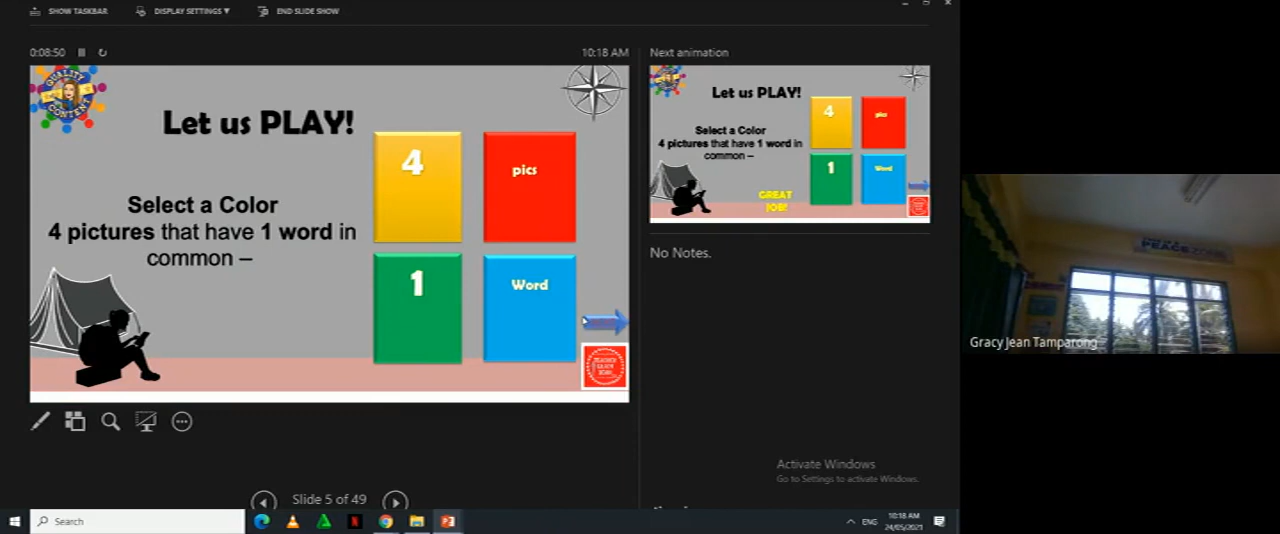 SHOW TASKBAR
DISPLAY SETTINGS ▼
END SLIDE SHOW
0:08:50
10:18 AM
QUALITY
CONTENT
Let us PLAY!
Select a Color
4 pictures that have 1 word in
common –
4
pics
1
Word
Next animation
Let us PLAY!
Select a Color
4 pictures that have 1 word in
common –
GREAT
JOB!
4
pics
1
Word
No Notes.
PEACE ZONE
Gracy Jean Tamparong
Activate Windows
Go to Settings to activate Windows.
Slide 5 of 49
Search
ENG
10:18 AM
24/05/2021